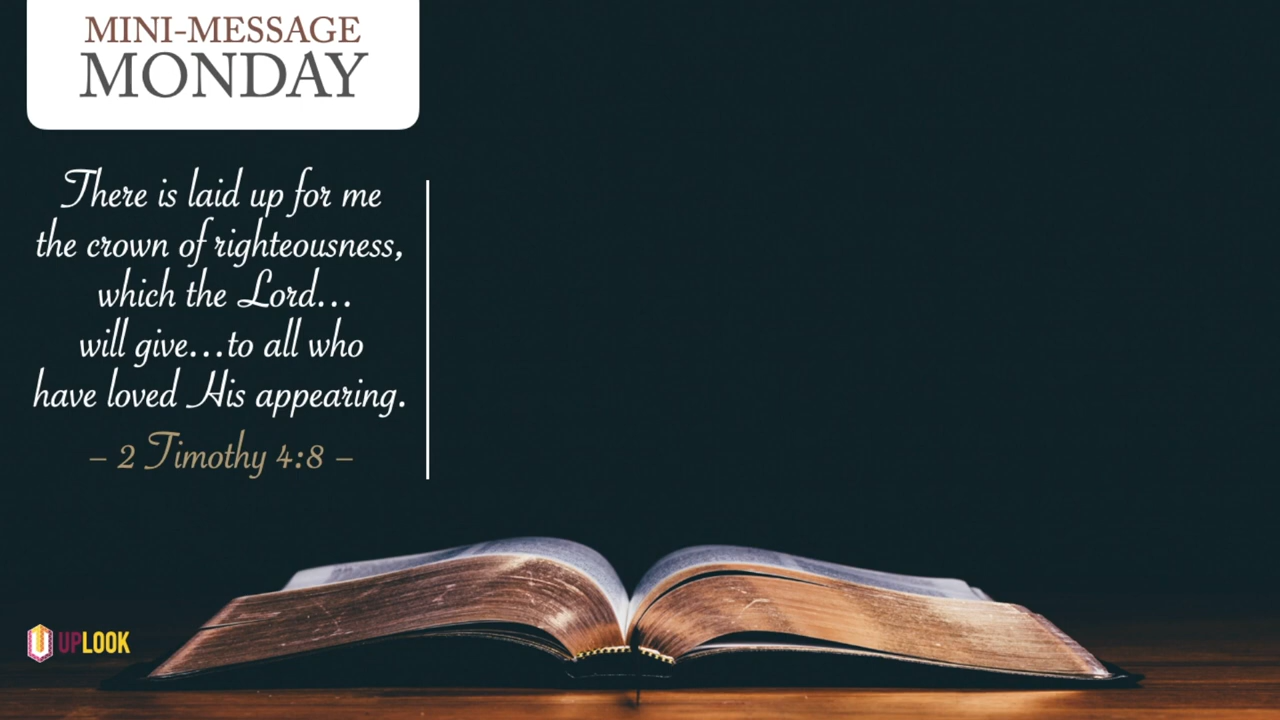 MINI-MESSAGE
MONDAY
There is laid up for me
the crown of righteousness,
which the Lord...
will give...to all who
have loved His appearing.
– 2 Timothy 4:8 –
UPLOOK